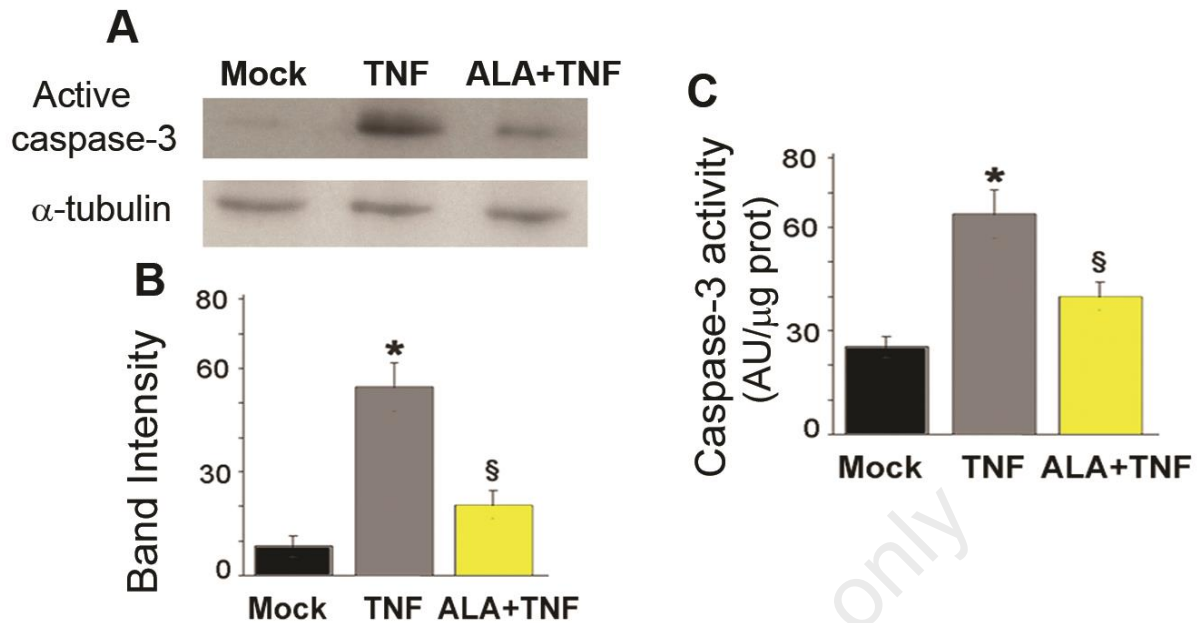 A
Mock TNF ALA+TNF
Active
caspase-3
α-tubulin
B
Band Intensity
80
60
30
0
*
§
Mock TNF ALA+TNF
C
Caspase-3 activity
(AU/μg prot)
80
60
30
0
*
§
Mock TNF ALA+TNF
only